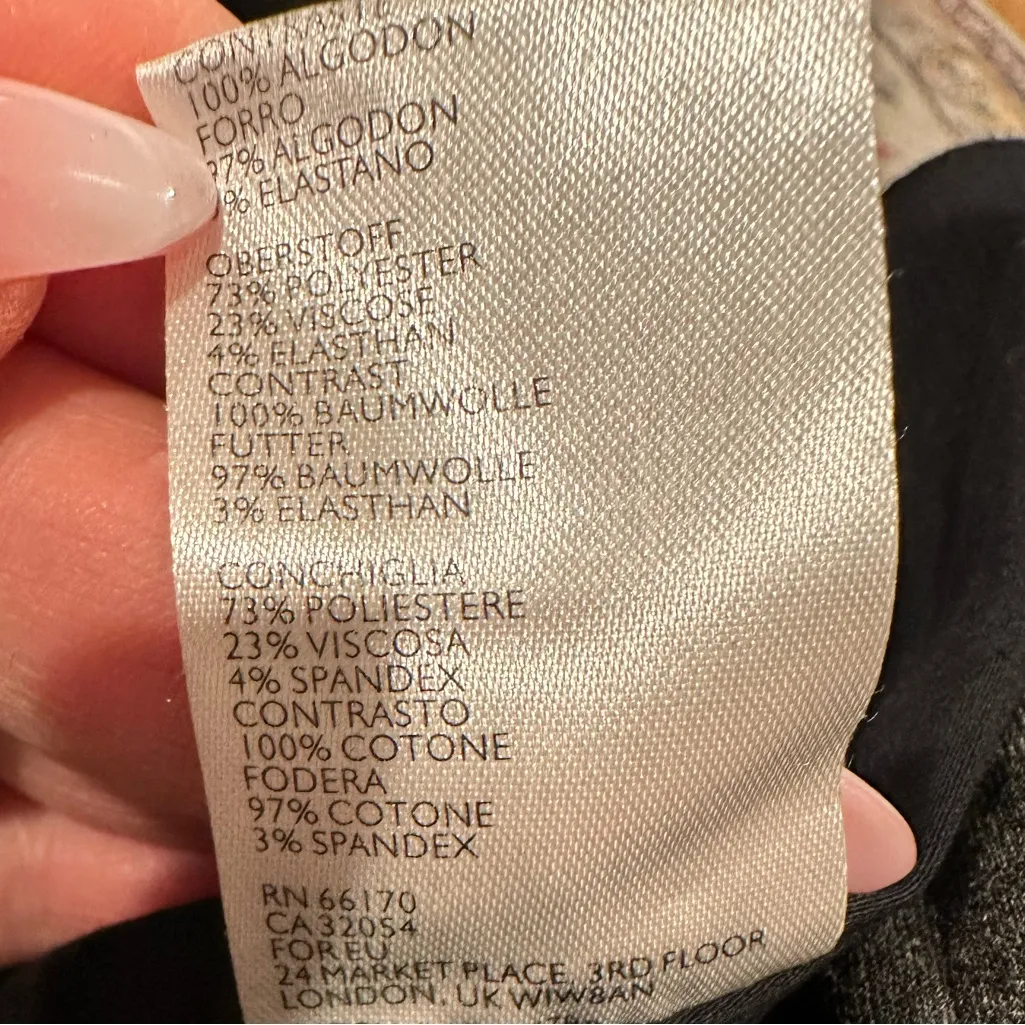 100% ALGODON
FORRO
97% ALGODON
% ELASTANO
OBERSTOFF
73% POLYESTER
23% VISCOSE
4% ELASTHAN
CONTRAST
100% BAUMWOLLE
FUTTER
97% BAUMWOLLE
3% ELASTHAN
CONCHIGLIA
73% POLIESTERE
23% VISCOSA
4% SPANDEX
CONTRASTO
100% COTONE
FODERA
97% COTONE
3% SPANDEX
RN 66170
CA 32054
FOR EU
24 MARKET PLACE, 3RD FLOOR
LONDON, UK W1W8AN